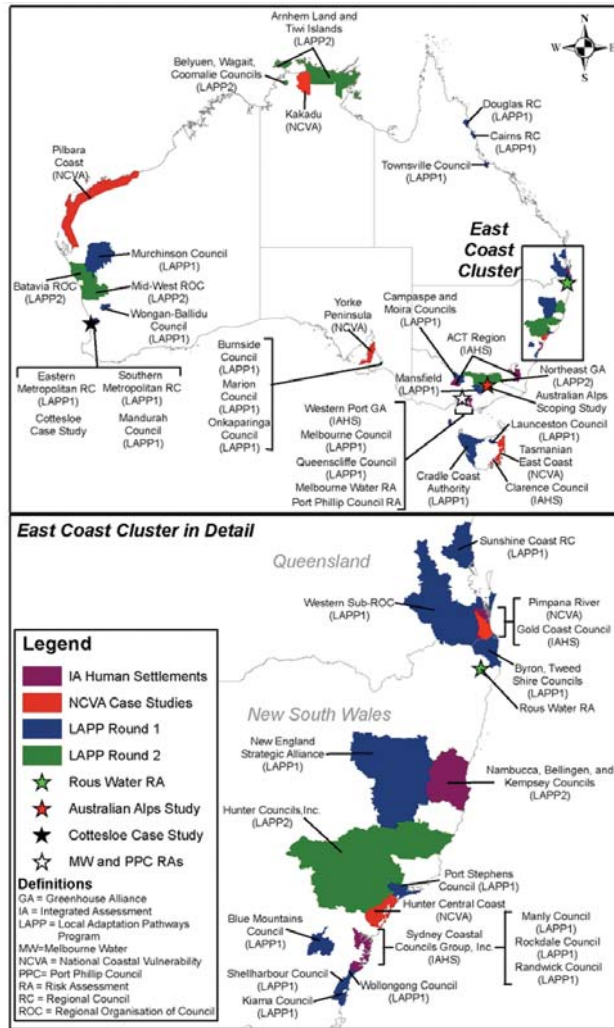 Arnhem Land and
Tiwi Islands
(LAPP2)
N
W
E
S
Belyuen, Wagait,
Coomalie Councils
(LAPP2)
Kakadu
(NCVA)
Douglas RC
(LAPP1)
Cairns RC
(LAPP1)
Townsville Council
(LAPP1)
Pilbara
Coast
(NCVA)
East
Coast
Cluster
Murchinson Council
(LAPP1)
Batavia ROC
(LAPP2)
Mid-West ROC
(LAPP2)
Wongan-Ballidu
Council
(LAPP1)
Eastern
Metropolitan RC
(LAPP1)
Southern
Metropolitan RC
(LAPP1)
Cottesloe
Case Study
Mandurah
Council
(LAPP1)
Yorke
Peninsula
(NCVA)
Burnside
Council
(LAPP1)
Marion
Council
(LAPP1)
Onkaparinga
Council
(LAPP1)
Campaspe and
Moira Councils
(LAPP1)
ACT Region
(IAHS)
Mansfield
(LAPP1)
Northeast GA
(LAPP2)
Australian Alps
Scoping Study
Western Port GA
(IAHS)
Melbourne Council
(LAPP1)
Queenscliffe Council
(LAPP1)
Melbourne Water RA
Port Phillip Council RA
Launceston Council
(LAPP1)
Tasmanian
East Coast
(NCVA)
Cradle Coast
Authority
(LAPP1)
Clarence Council
(IAHS)
East Coast Cluster in Detail
Queensland
Sunshine Coast RC
(LAPP1)
Western Sub-ROC
(LAPP1)
Pimpana River
(NCVA)
Gold Coast Council
(IAHS)
Byron, Tweed
Shire Councils
(LAPP1)
Rous Water RA
New South Wales
New England
Strategic Alliance
(LAPP1)
Nambucca, Bellingen, and
Kempsey Councils
(LAPP2)
Hunter Councils,Inc.
(LAPP2)
Port Stephens
Council (LAPP1)
Hunter Central Coast
(NCVA)
Blue Mountains
Council
(LAPP1)
Sydney Coastal
Councils Group, Inc.
(IAHS)
Manly Council
(LAPP1)
Rockdale Council
(LAPP1)
Randwick Council
(LAPP1)
Shellharbour Council
(LAPP1)
Wollongong Council
(LAPP1)
Kiama Council
(LAPP1)
Legend
IA Human Settlements
NCVA Case Studies
LAPP Round 1
LAPP Round 2
Rous Water RA
Australian Alps Study
Cottesloe Case Study
MW and PPC RAs
Definitions
GA = Greenhouse Alliance
IA = Integrated Assessment
LAPP = Local Adaptation Pathways
Program
MW=Melbourne Water
NCVA = National Coastal Vulnerability
PPC= Port Phillip Council
RA = Risk Assessment
RC = Regional Council
ROC = Regional Organisation of Council